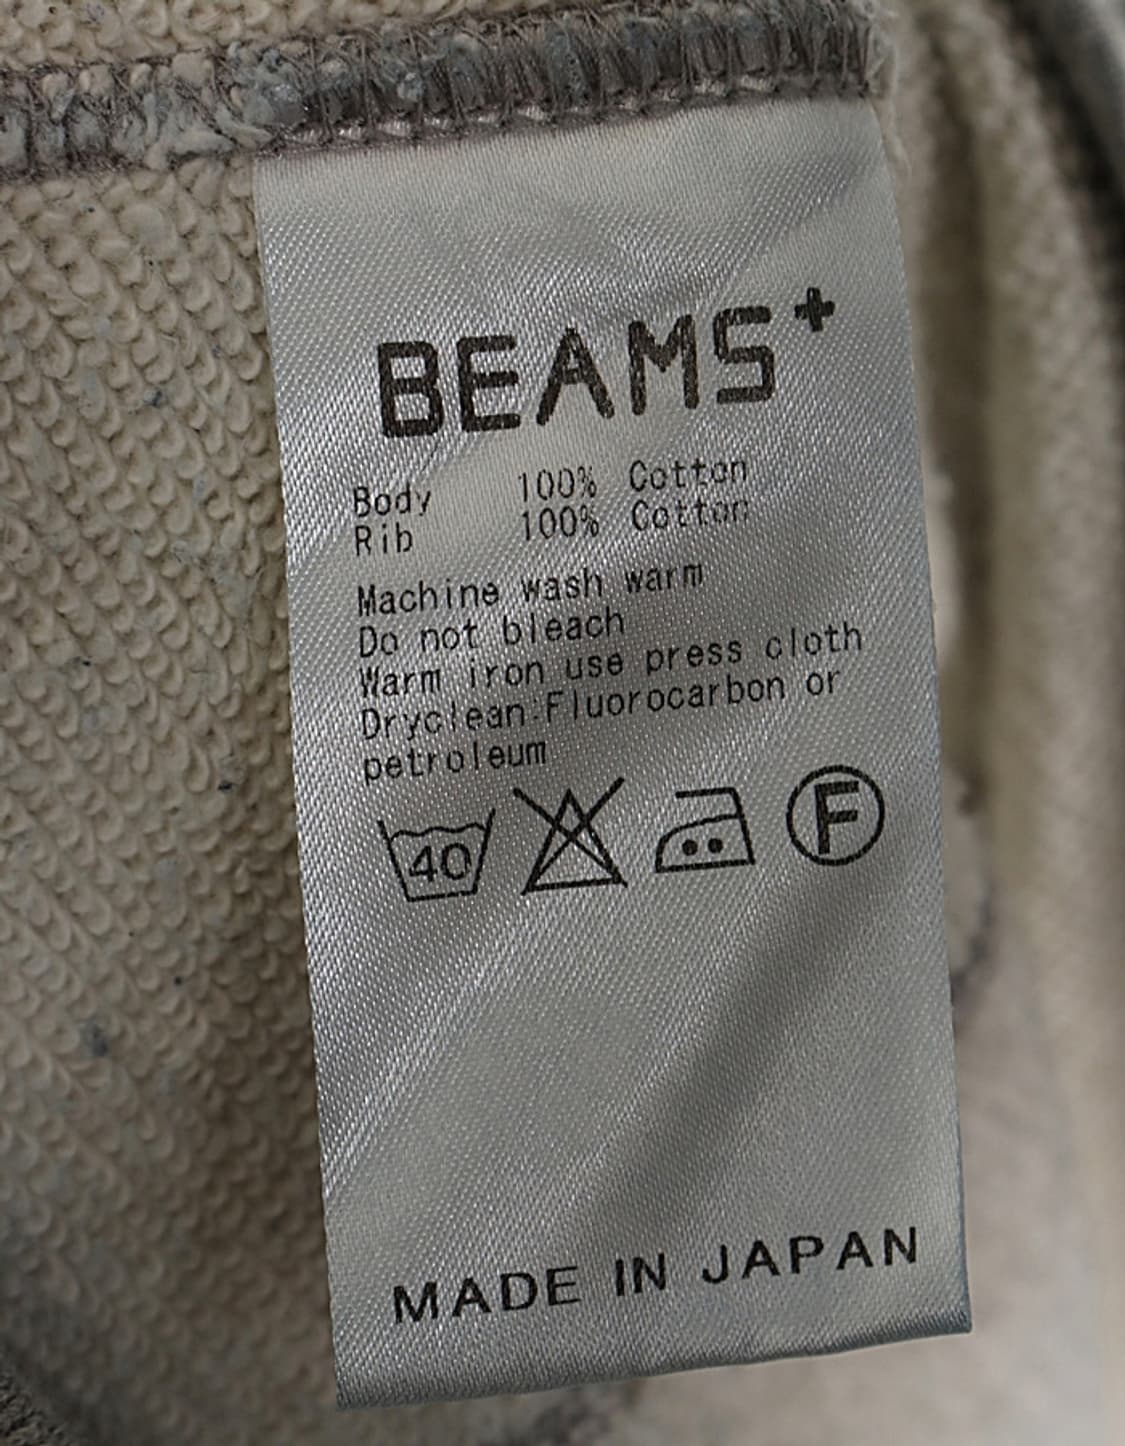 BEAMS+
Body 100% Cotton
Rib 100% Cotton
Machine wash warm
Do not bleach
Warm iron use press cloth
Dryclean:Fluorocarbon or
petroleum
40 F
MADE IN JAPAN